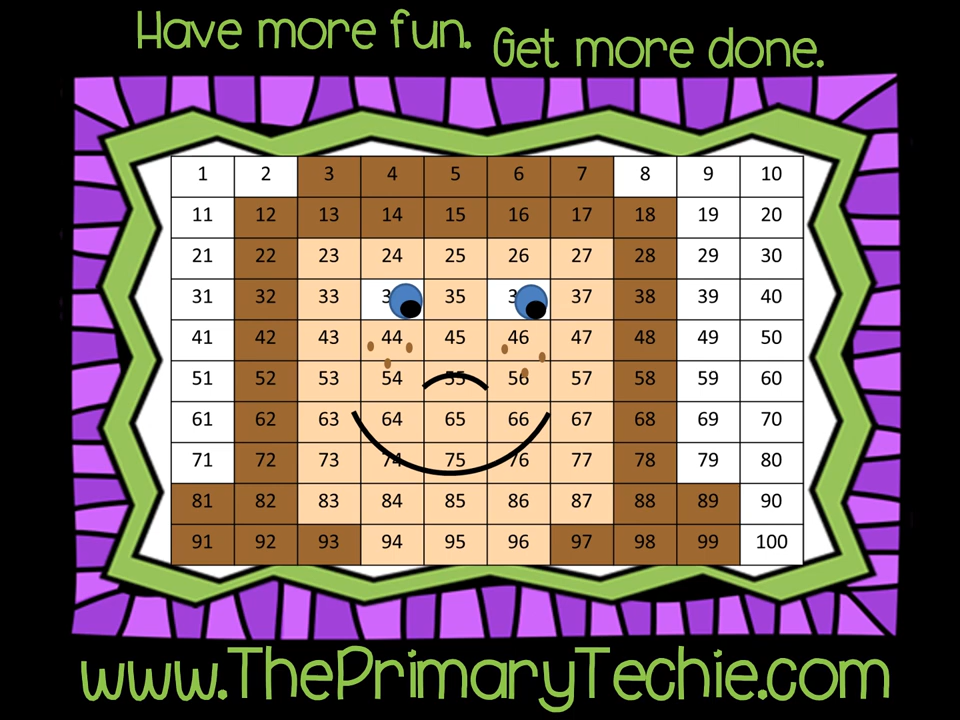 Have more fun.
Get more done.
1 2 3 4 5 6 7 8 9 10
11 12 13 14 15 16 17 18 19 20
21 22 23 24 25 26 27 28 29 30
31 32 33 3 35 3 37 38 39 40
41 42 43 44 45 46 47 48 49 50
51 52 53 54 55 56 57 58 59 60
61 62 63 64 65 66 67 68 69 70
71 72 73 74 75 76 77 78 79 80
81 82 83 84 85 86 87 88 89 90
91 92 93 94 95 96 97 98 99 100
www.ThePrimaryTechie.com